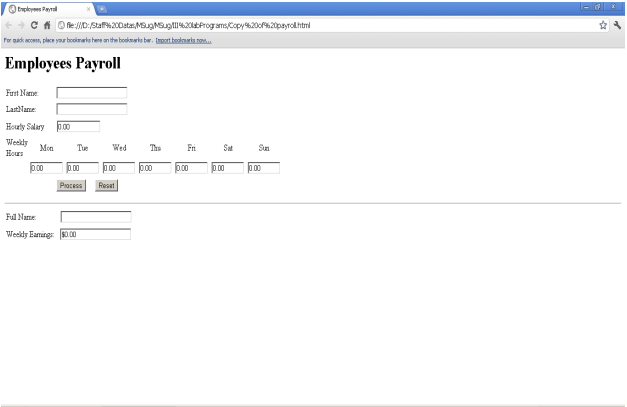 Employees Payroll
file:///D:/Staff%20Datas/MSug/MSug/III%20labPrograms/Copy%20of%20payroll.html
For quick access, place your bookmarks here on the bookmarks bar. Import bookmarks now...
Employees Payroll
First Name:
LastName:
Hourly Salary 0.00
Weekly Hours Mon Tue Wed Thu Fri Sat Sun
0.00 0.00 0.00 0.00 0.00 0.00 0.00
Process Reset
Full Name:
Weekly Earnings: $0.00